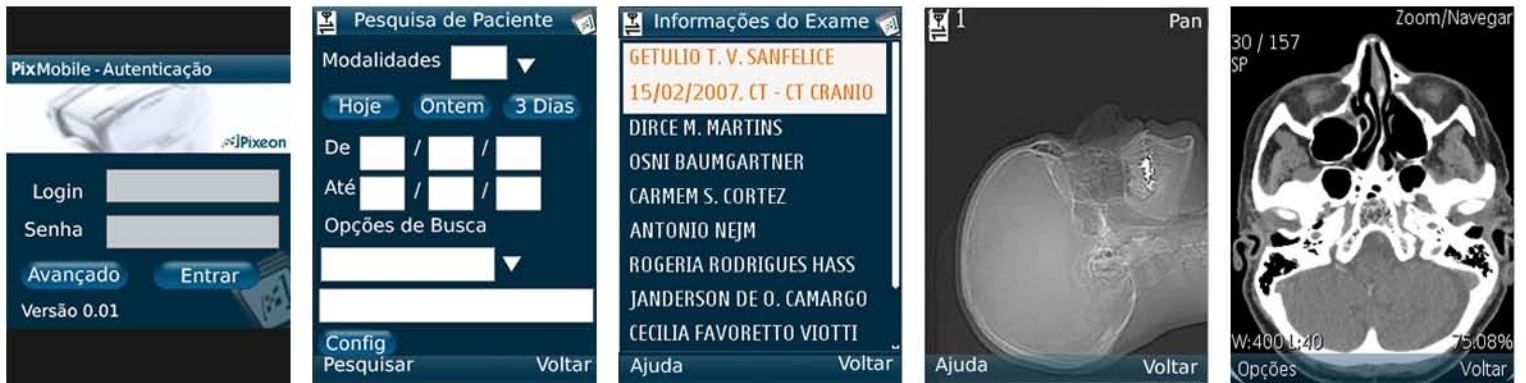 PixMobile - Autenticação
Pixeon
Login
Senha
Avançado Entrar
Versão 0.01
Pesquisa de Paciente
Modalidades
Hoje Ontem 3 Dias
De / /
Até / /
Opções de Busca
Config
Pesquisar Voltar
Informações do Exame
GETULIO T. V. SANFELICE
15/02/2007, CT - CT CRANIO
DIRCE M. MARTINS
OSNI BAUMGARTNER
CARMEM S. CORTEZ
ANTONIO NEJM
ROGERIA RODRIGUES HASS
JANDERSON DE O. CAMARGO
CECILIA FAVORETTO VIOTTI
Ajuda Voltar
1/1 Pan
Ajuda Voltar
Zoom/Navegar
30 / 157
SP
W:400 L:40 75.08%
Opções Voltar